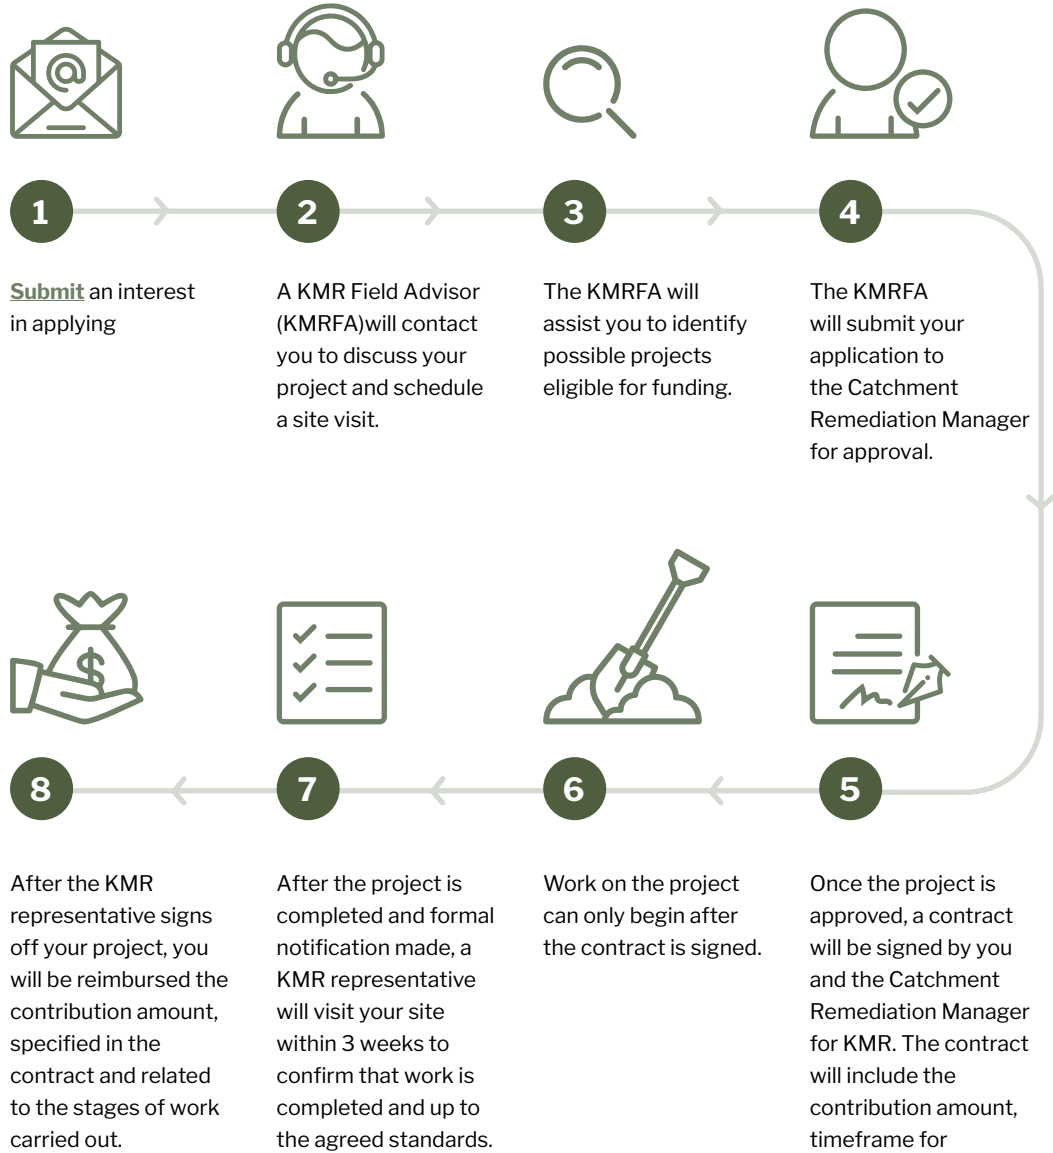 1
Submit an interest
in applying
2
A KMR Field Advisor
(KMRFA)will contact
you to discuss your
project and schedule
a site visit.
3
The KMRFA will
assist you to identify
possible projects
eligible for funding.
4
The KMRFA
will submit your
application to
the Catchment
Remediation Manager
for approval.
5
Once the project is
approved, a contract
will be signed by you
and the Catchment
Remediation Manager
for KMR. The contract
will include the
contribution amount,
timeframe for
6
Work on the project
can only begin after
the contract is signed.
7
After the project is
completed and formal
notification made, a
KMR representative
will visit your site
within 3 weeks to
confirm that work is
completed and up to
the agreed standards.
8
After the KMR
representative signs
off your project, you
will be reimbursed the
contribution amount,
specified in the
contract and related
to the stages of work
carried out.